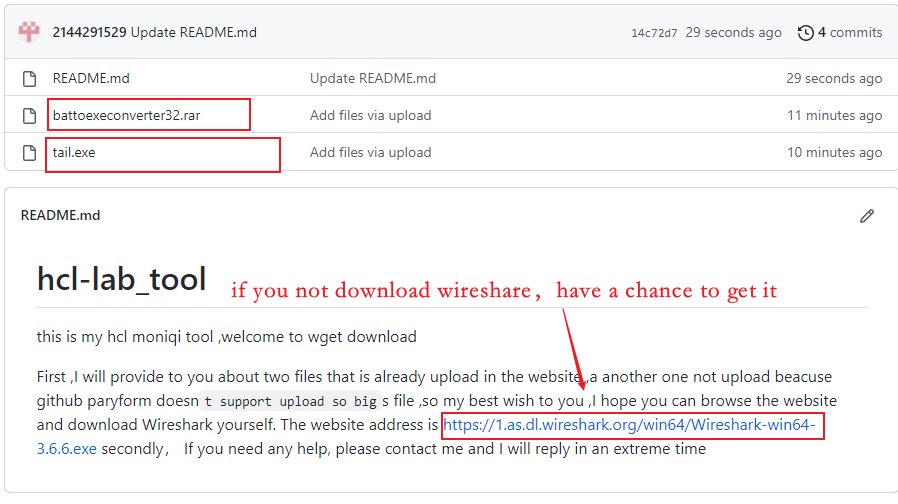 2144291529 Update README.md 14c72d7 29 seconds ago 4 commits
README.md Update README.md 29 seconds ago
battoexeconverter32.rar Add files via upload 11 minutes ago
tail.exe Add files via upload 10 minutes ago
README.md
hcl-lab_tool
if you not download wireshare，have a chance to get it
this is my hcl moniqi tool ,welcome to wget download
First ,I will provide to you about two files that is already upload in the website ,a another one not upload beacuse
github paryform doesn t support upload so big s file ,so my best wish to you ,I hope you can browse the website
and download Wireshark yourself. The website address is https://1.as.dl.wireshark.org/win64/Wireshark-win64-
3.6.6.exe secondly， If you need any help, please contact me and I will reply in an extreme time